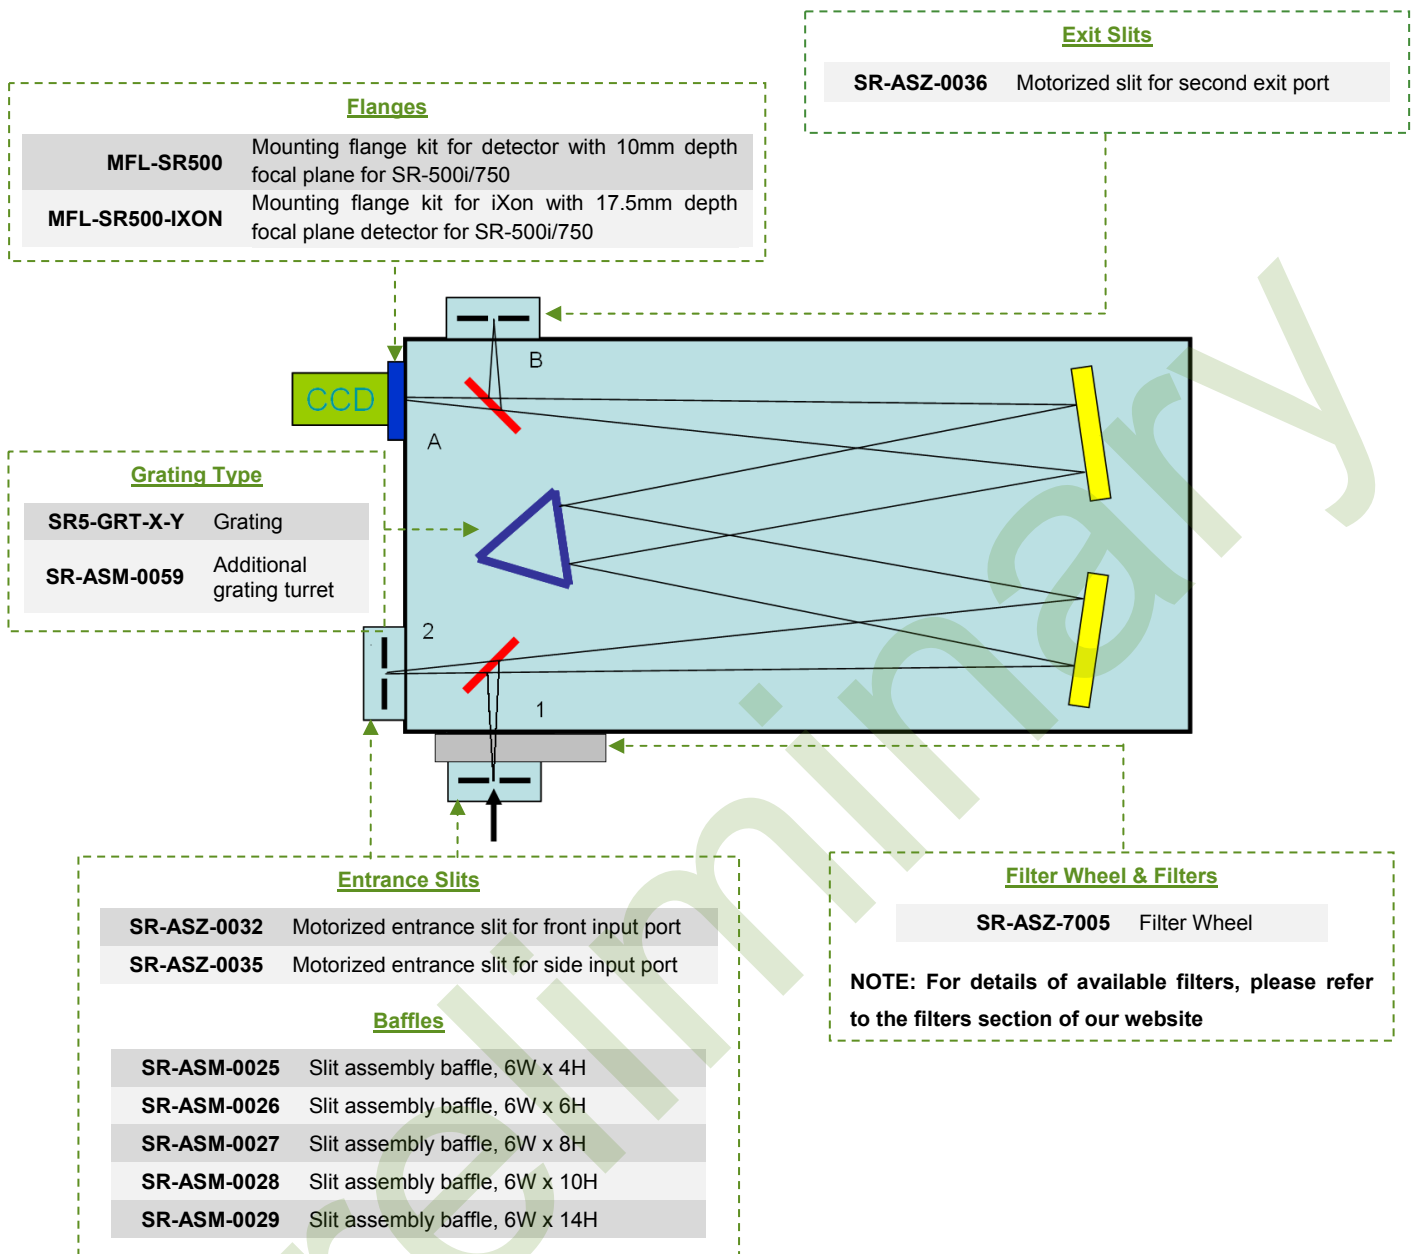 Exit Slits
SR-ASZ-0036 Motorized slit for second exit port
Flanges
MFL-SR500 Mounting flange kit for detector with 10mm depth
focal plane for SR-500i/750
MFL-SR500-IXON Mounting flange kit for iXon with 17.5mm depth
focal plane detector for SR-500i/750
B
CCD
A
Grating Type
SR5-GRT-X-Y Grating
SR-ASM-0059 Additional
grating turret
2
1
Entrance Slits
SR-ASZ-0032 Motorized entrance slit for front input port
SR-ASZ-0035 Motorized entrance slit for side input port
Baffles
SR-ASM-0025 Slit assembly baffle, 6W x 4H
SR-ASM-0026 Slit assembly baffle, 6W x 6H
SR-ASM-0027 Slit assembly baffle, 6W x 8H
SR-ASM-0028 Slit assembly baffle, 6W x 10H
SR-ASM-0029 Slit assembly baffle, 6W x 14H
Filter Wheel & Filters
SR-ASZ-7005 Filter Wheel
NOTE: For details of available filters, please refer
to the filters section of our website
reliminary